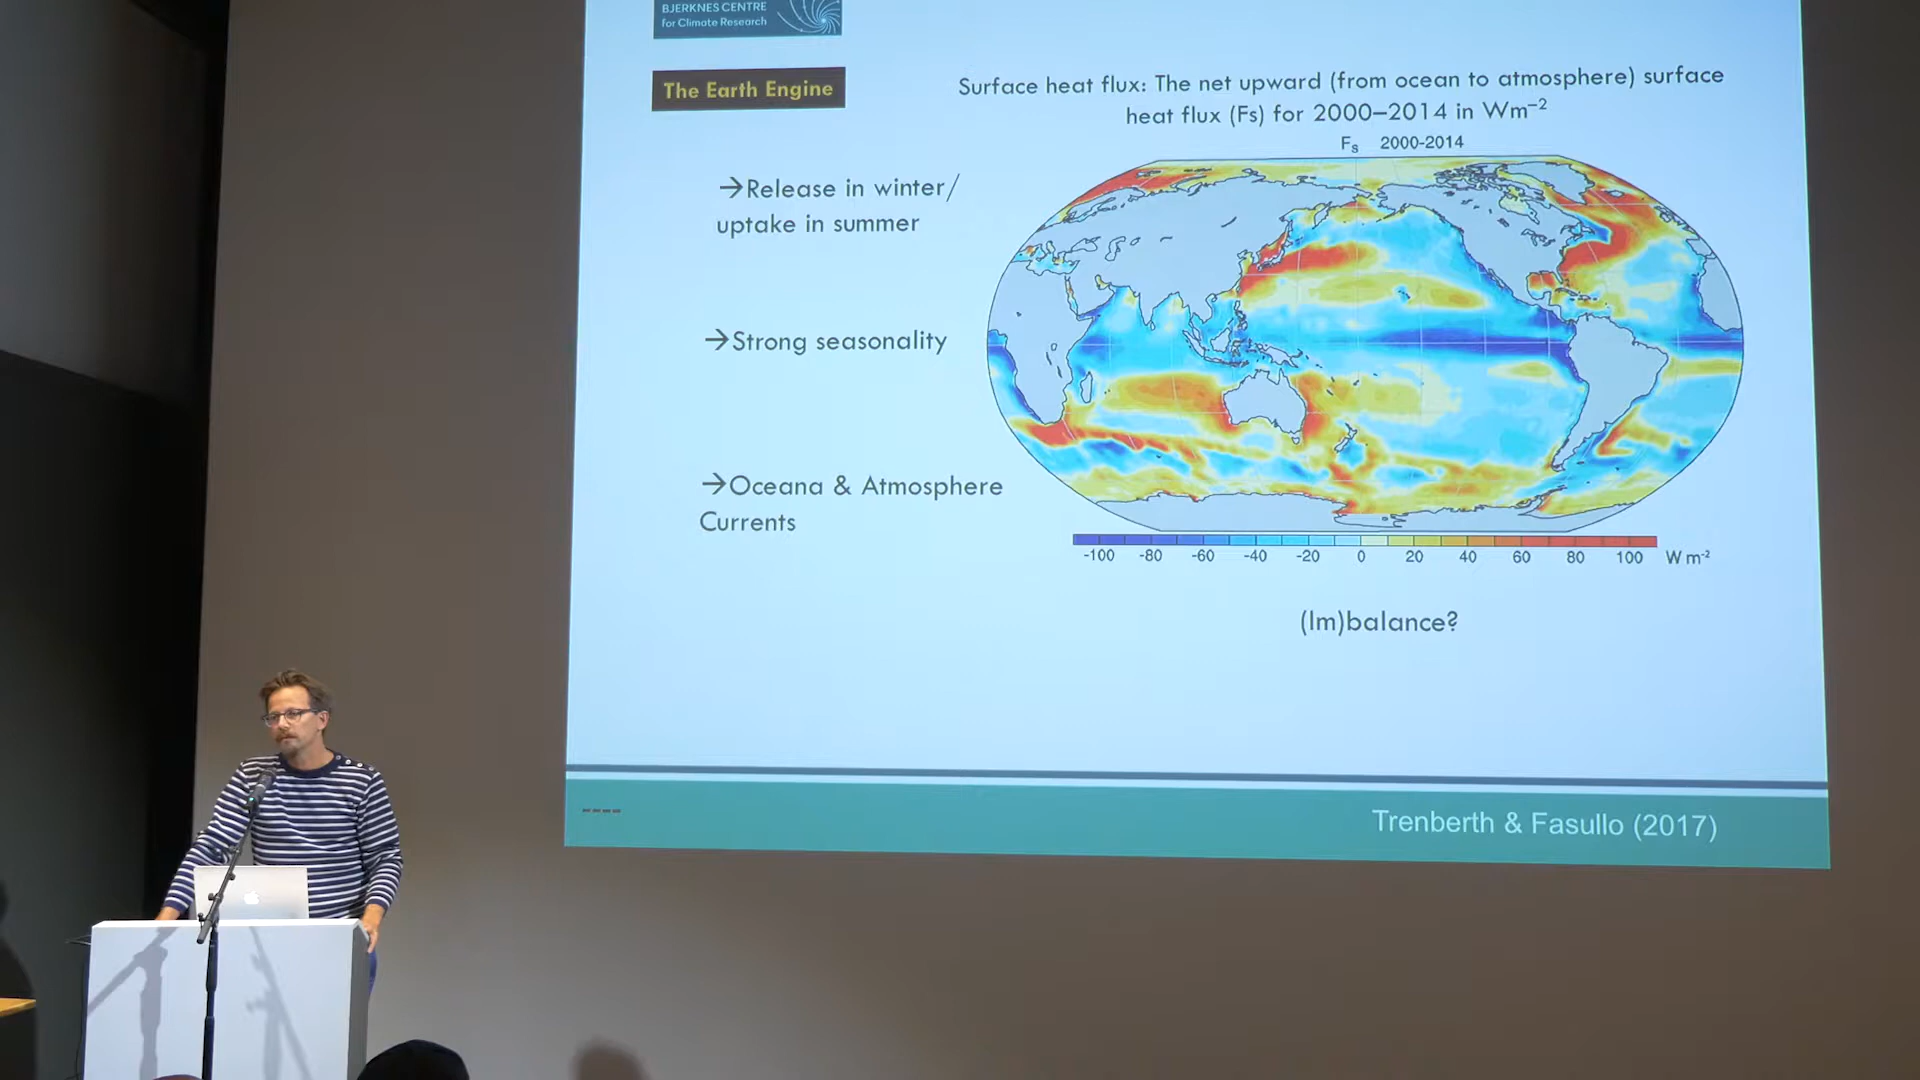 BJERKNES CENTRE
for Climate Research
The Earth Engine
Surface heat flux: The net upward (from ocean to atmosphere) surface
heat flux (Fs) for 2000–2014 in Wm⁻²
Fs 2000-2014
→Release in winter/
uptake in summer
→Strong seasonality
→Oceana & Atmosphere
Currents
-100 -80 -60 -40 -20 0 20 40 60 80 100 W m-2
(Im)balance?
Trenberth & Fasullo (2017)